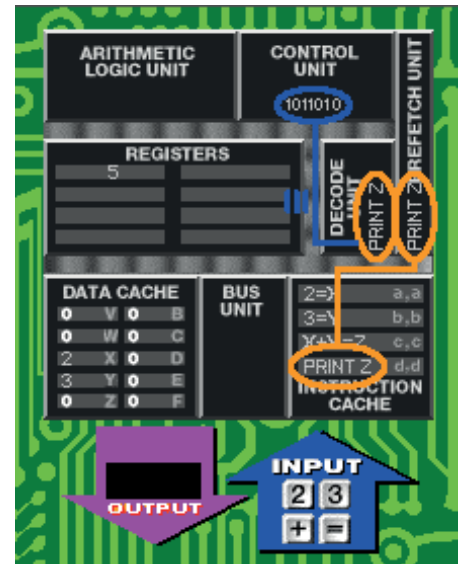 ARITHMETIC
LOGIC UNIT
CONTROL
UNIT
1011010
PREFETCH UNIT
PRINT Z
REGISTERS
5
DECODE
UNIT
PRINT Z
DATA CACHE
0 V 0 B
0 W 0 C
2 X 0 D
3 Y 0 E
0 Z 0 F
BUS
UNIT
2=X a,a
3=Y b,b
X+Y=Z c,c
PRINT Z d,d
INSTRUCTION
CACHE
OUTPUT
INPUT
2 3
+ =